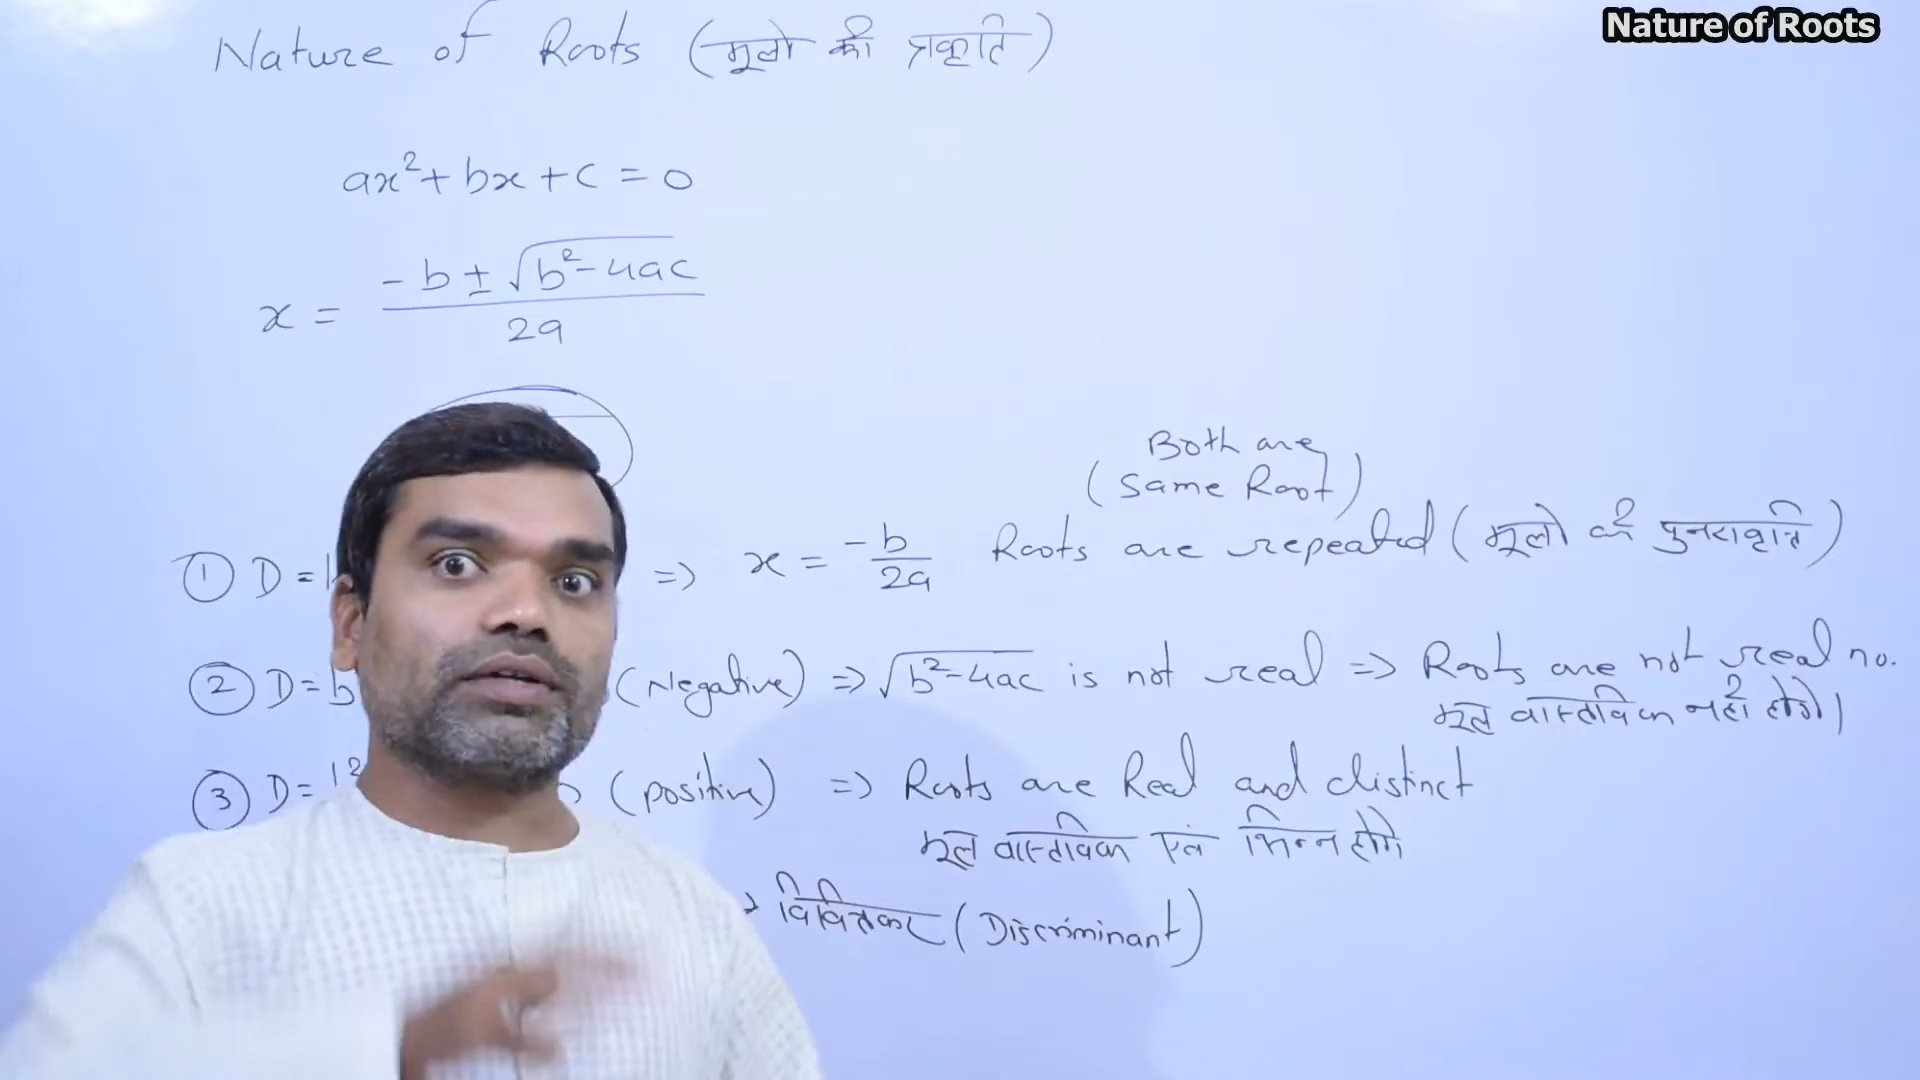 Nature of Roots
Nature of Roots (मूलो की प्रकृति)
ax²+ bx + c = 0
x = -b ± √b²-4ac / 2a
(Both are Same Root)
① D = ⇒ x = -b/2a Roots are repeated (मूलो की पुनरावृत्ति)
② D = b (Negative) ⇒ √b²-4ac is not real ⇒ Roots are not real no.
मूल वास्तविक नहीं होंगे।
③ D = (positive) ⇒ Roots are Real and distinct
मूल वास्तविक एवं भिन्न होंगे
(Discriminant)